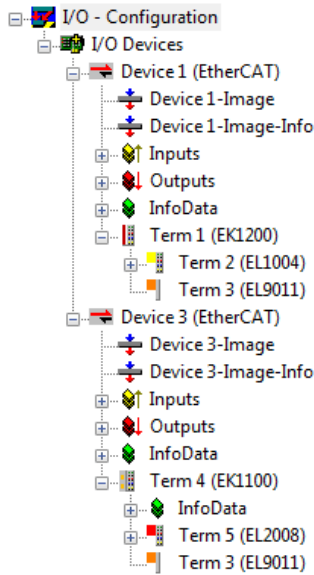 I/O - Configuration
I/O Devices
Device 1 (EtherCAT)
Device 1-Image
Device 1-Image-Info
Inputs
Outputs
InfoData
Term 1 (EK1200)
Term 2 (EL1004)
Term 3 (EL9011)
Device 3 (EtherCAT)
Device 3-Image
Device 3-Image-Info
Inputs
Outputs
InfoData
Term 4 (EK1100)
InfoData
Term 5 (EL2008)
Term 3 (EL9011)